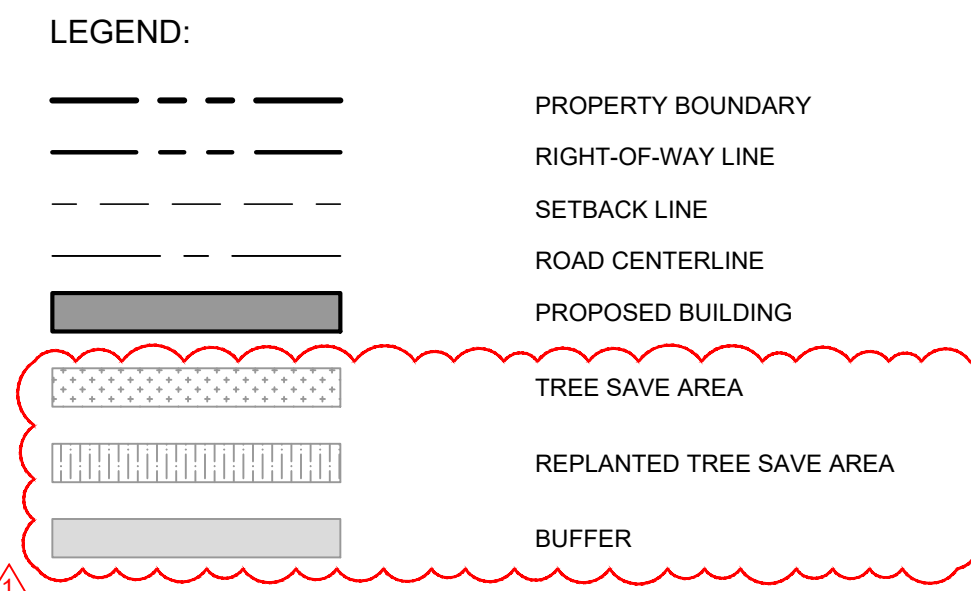 LEGEND:
PROPERTY BOUNDARY
RIGHT-OF-WAY LINE
SETBACK LINE
ROAD CENTERLINE
PROPOSED BUILDING
TREE SAVE AREA
REPLANTED TREE SAVE AREA
BUFFER
1